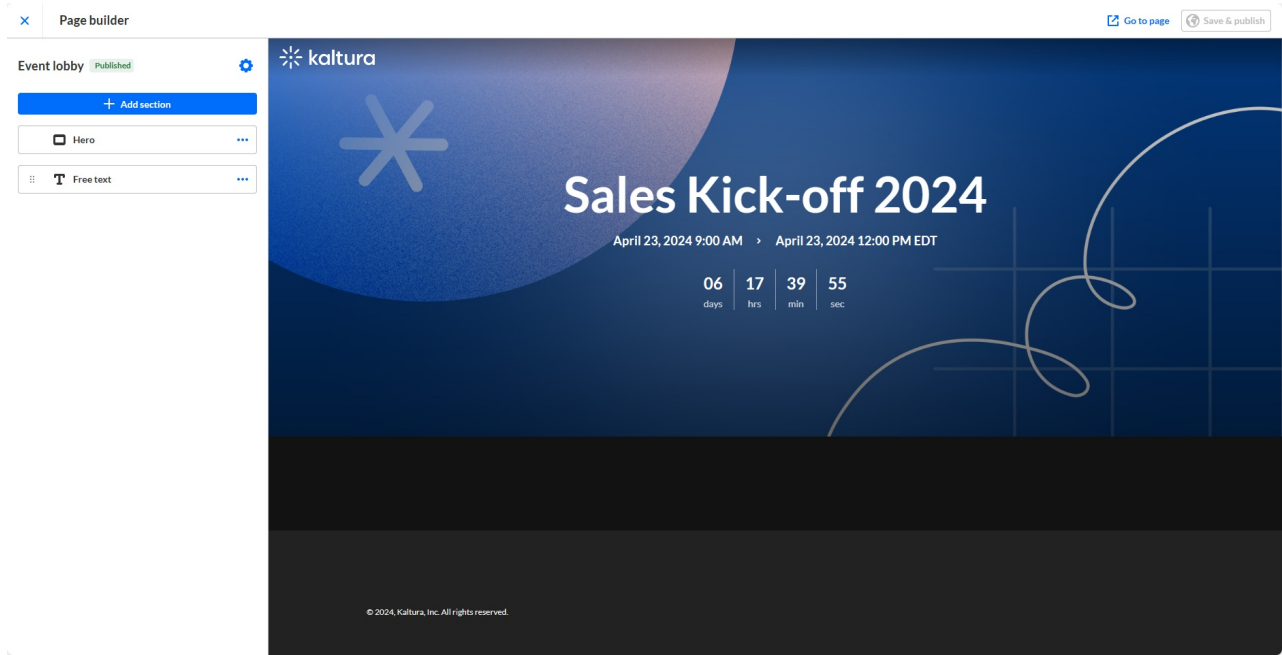 Page builder
Go to page
Save & publish
Event lobby Published
+ Add section
Hero
Free text
kaltura
Sales Kick-off 2024
April 23, 2024 9:00 AM > April 23, 2024 12:00 PM EDT
06 17 39 55
days hrs min sec
© 2024, Kaltura, Inc. All rights reserved.